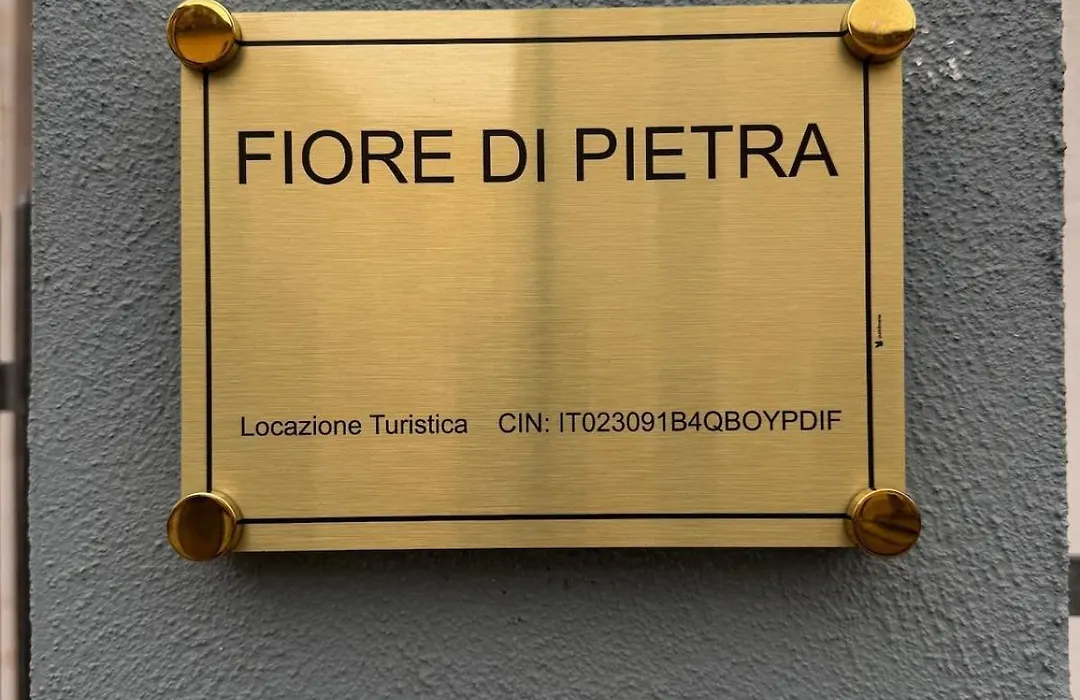 FIORE DI PIETRA
Locazione Turistica CIN: IT023091B4QBOYPDIF